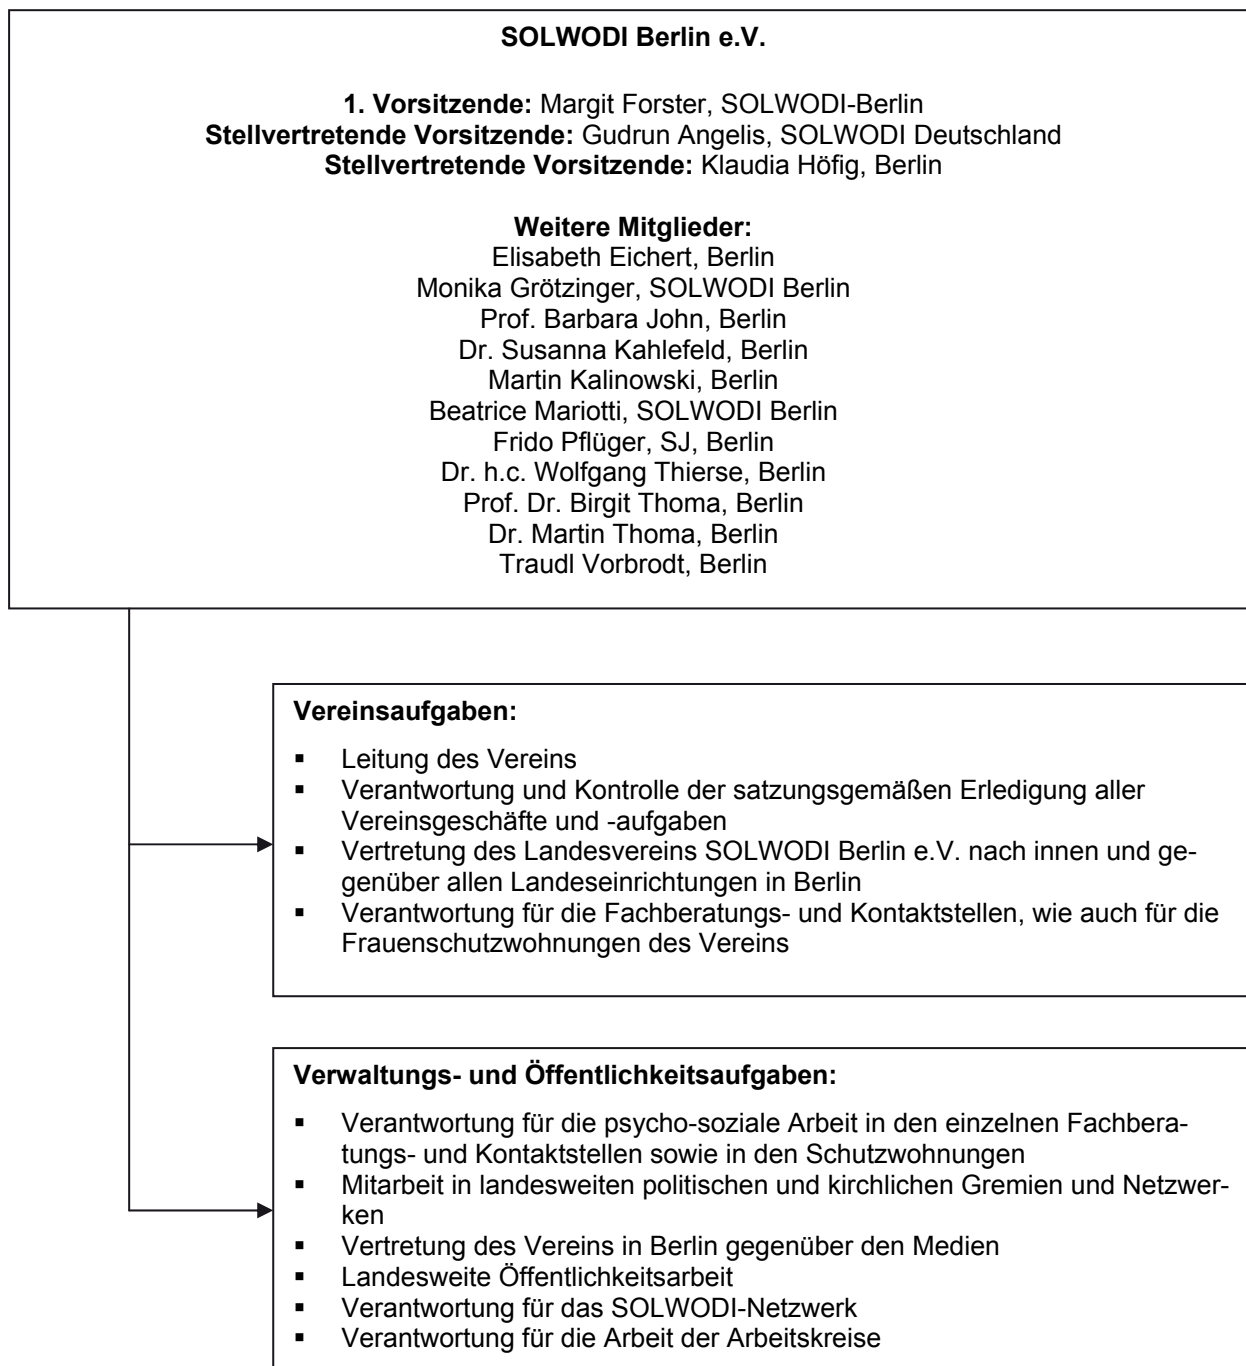 SOLWODI Berlin e.V.
1. Vorsitzende: Margit Forster, SOLWODI-Berlin
Stellvertretende Vorsitzende: Gudrun Angelis, SOLWODI Deutschland
Stellvertretende Vorsitzende: Klaudia Höfig, Berlin
Weitere Mitglieder:
Elisabeth Eichert, Berlin
Monika Grötzinger, SOLWODI Berlin
Prof. Barbara John, Berlin
Dr. Susanna Kahlefeld, Berlin
Martin Kalinowski, Berlin
Beatrice Mariotti, SOLWODI Berlin
Frido Pflüger, SJ, Berlin
Dr. h.c. Wolfgang Thierse, Berlin
Prof. Dr. Birgit Thoma, Berlin
Dr. Martin Thoma, Berlin
Traudl Vorbrodt, Berlin
Vereinsaufgaben:
▪ Leitung des Vereins
▪ Verantwortung und Kontrolle der satzungsgemäßen Erledigung aller
Vereinsgeschäfte und -aufgaben
▪ Vertretung des Landesvereins SOLWODI Berlin e.V. nach innen und ge-
genüber allen Landeseinrichtungen in Berlin
▪ Verantwortung für die Fachberatungs- und Kontaktstellen, wie auch für die
Frauenschutzwohnungen des Vereins
Verwaltungs- und Öffentlichkeitsaufgaben:
▪ Verantwortung für die psycho-soziale Arbeit in den einzelnen Fachbera-
tungs- und Kontaktstellen sowie in den Schutzwohnungen
▪ Mitarbeit in landesweiten politischen und kirchlichen Gremien und Netzwer-
ken
▪ Vertretung des Vereins in Berlin gegenüber den Medien
▪ Landesweite Öffentlichkeitsarbeit
▪ Verantwortung für das SOLWODI-Netzwerk
▪ Verantwortung für die Arbeit der Arbeitskreise